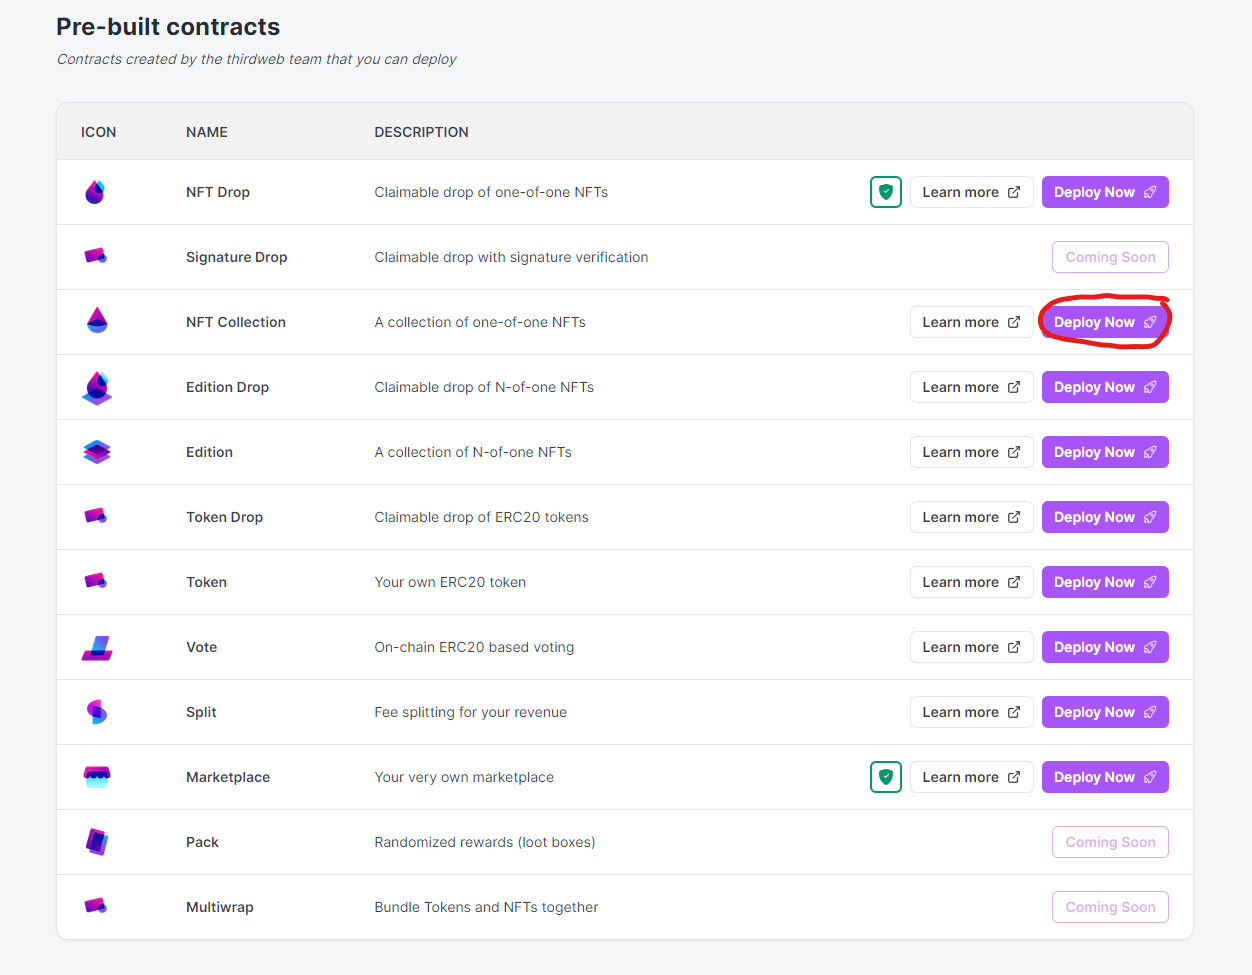 Pre-built contracts
Contracts created by the thirdweb team that you can deploy
ICON NAME DESCRIPTION
NFT Drop Claimable drop of one-of-one NFTs Learn more Deploy Now
Signature Drop Claimable drop with signature verification Coming Soon
NFT Collection A collection of one-of-one NFTs Learn more Deploy Now
Edition Drop Claimable drop of N-of-one NFTs Learn more Deploy Now
Edition A collection of N-of-one NFTs Learn more Deploy Now
Token Drop Claimable drop of ERC20 tokens Learn more Deploy Now
Token Your own ERC20 token Learn more Deploy Now
Vote On-chain ERC20 based voting Learn more Deploy Now
Split Fee splitting for your revenue Learn more Deploy Now
Marketplace Your very own marketplace Learn more Deploy Now
Pack Randomized rewards (loot boxes) Coming Soon
Multiwrap Bundle Tokens and NFTs together Coming Soon